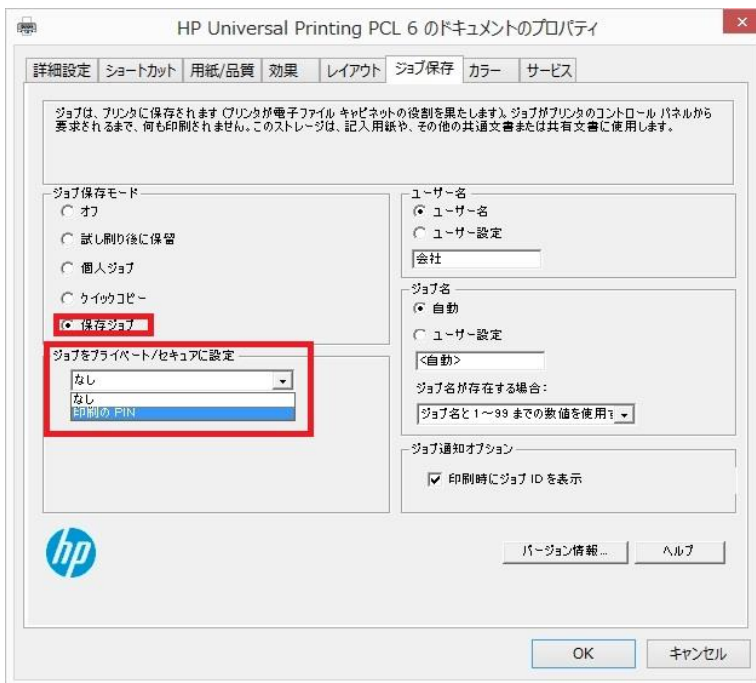 HP Universal Printing PCL 6 のドキュメントのプロパティ
詳細設定 ショートカット 用紙/品質 効果 レイアウト ジョブ保存 カラー サービス
ジョブは、プリンタに保存されます (プリンタが電子ファイル キャビネットの役割を果たします)。ジョブがプリンタのコントロール パネルから
要求されるまで、何も印刷されません。このストレージは、記入用紙や、その他の共通文書または共有文書に使用します。
ジョブ保存モード
オフ
試し刷り後に保留
個人ジョブ
クイックコピー
保存ジョブ
ジョブをプライベート/セキュアに設定
なし
なし
印刷の PIN
ユーザー名
ユーザー名
ユーザー設定
会社
ジョブ名
自動
ユーザー設定
<自動>
ジョブ名が存在する場合:
ジョブ名と1～99 までの数値を使用す
ジョブ通知オプション
印刷時にジョブ ID を表示
hp
バージョン情報... ヘルプ
OK キャンセル